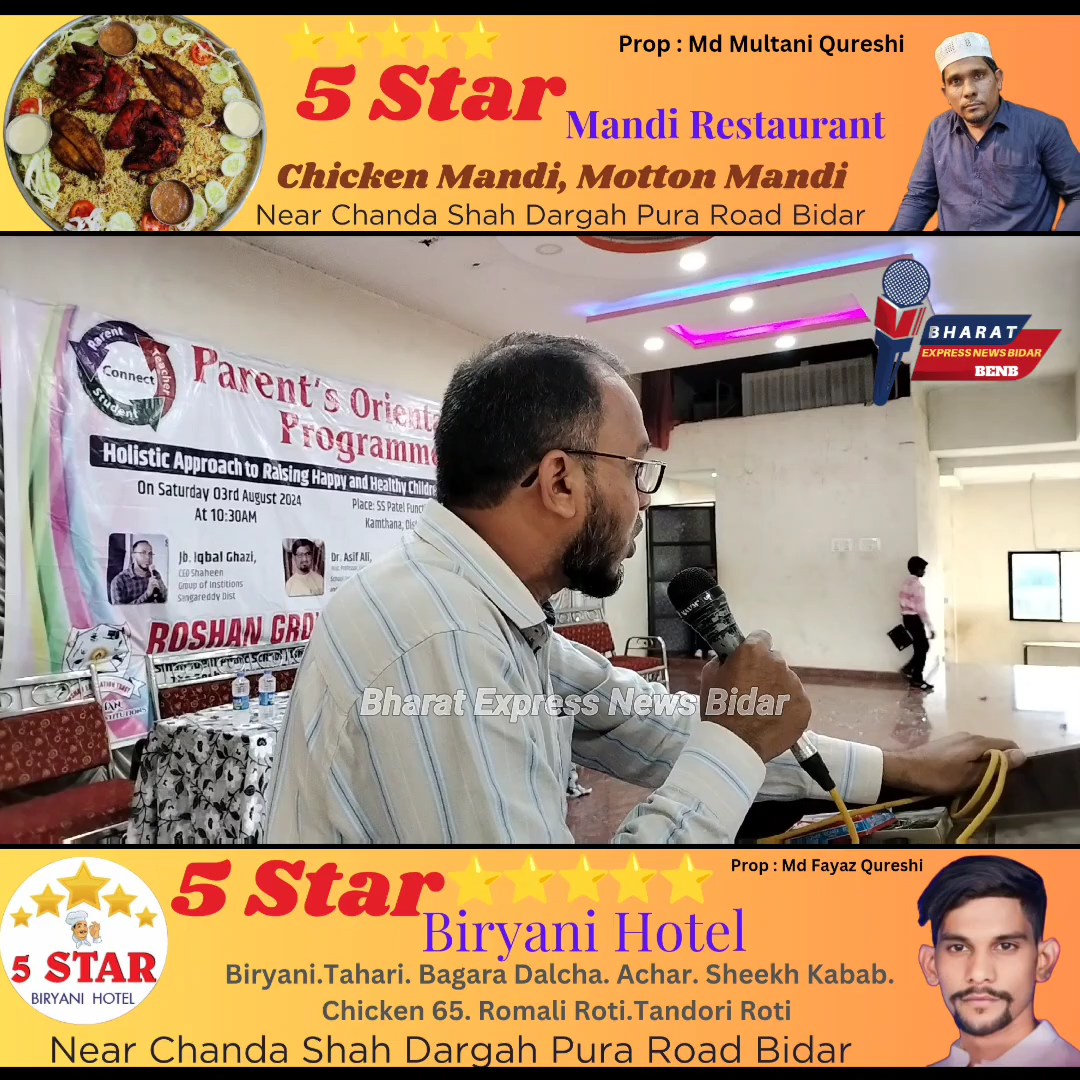 Prop : Md Multani Qureshi
5 Star
Mandi Restaurant
Chicken Mandi, Motton Mandi
Near Chanda Shah Dargah Pura Road Bidar
BHARAT
EXPRESS NEWS BIDAR
BENB
Parent
Teacher
Connect
Student
Parent's Orienta
Programme
Holistic Approach to Raising Happy and Healthy Childre
On Saturday 03rd August 2024
At 10:30AM
Place: SS Patel Func
Kamthana, Dis
Jb. Iqbal Ghazi,
CEO Shaheen
Group of Institions
Sangareddy Dist
Dr. Asif Ali,
ROSHAN GRO
Bharat Express News Bidar
5 Star
Prop : Md Fayaz Qureshi
Biryani Hotel
5 STAR
BIRYANI HOTEL
Biryani.Tahari. Bagara Dalcha. Achar. Sheekh Kabab.
Chicken 65. Romali Roti.Tandori Roti
Near Chanda Shah Dargah Pura Road Bidar